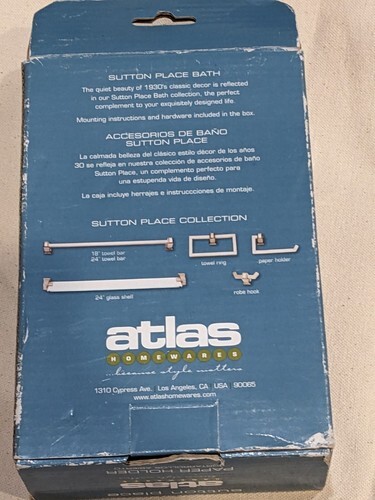 SUTTON PLACE BATH
The quiet beauty of 1930's classic decor is reflected
in our Sutton Place Bath collection, the perfect
complement to your exquisitely designed life.
Mounting instructions and hardware included in the box.
ACCESORIOS DE BAÑO
SUTTON PLACE
La calmada belleza del clásico estilo décor de los años
30 se refleja en nuestra colección de accesorios de baño
Sutton Place, un complemento perfecto para
una estupenda vida de diseño.
La caja incluye herrajes e instruccciones de montaje.
SUTTON PLACE COLLECTION
18" towel bar
24" towel bar
towel ring
paper holder
24" glass shelf
robe hook
atlas
HOMEWARES
...because style matters
1310 Cypress Ave. Los Angeles, CA USA 90065
www.atlashomewares.com
PAPER HOLDER
sutton place